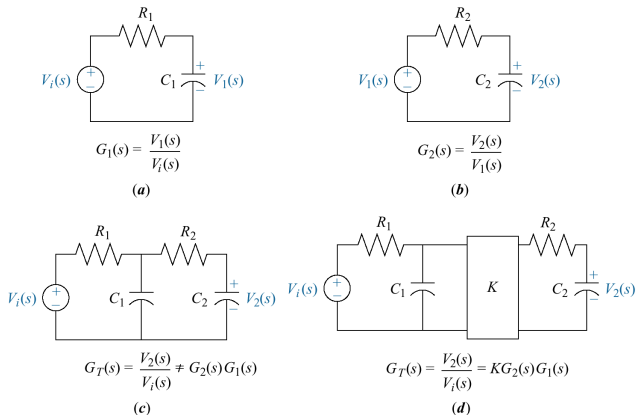 R1
Vi(s)
+
−
C1
+
−
V1(s)
G1(s) = V1(s)/Vi(s)
(a)
R2
V1(s)
+
−
C2
+
−
V2(s)
G2(s) = V2(s)/V1(s)
(b)
R1
R2
Vi(s)
+
−
C1
C2
+
−
V2(s)
GT(s) = V2(s)/Vi(s) ≠ G2(s)G1(s)
(c)
R1
R2
Vi(s)
+
−
C1
K
C2
+
−
V2(s)
GT(s) = V2(s)/Vi(s) = KG2(s)G1(s)
(d)